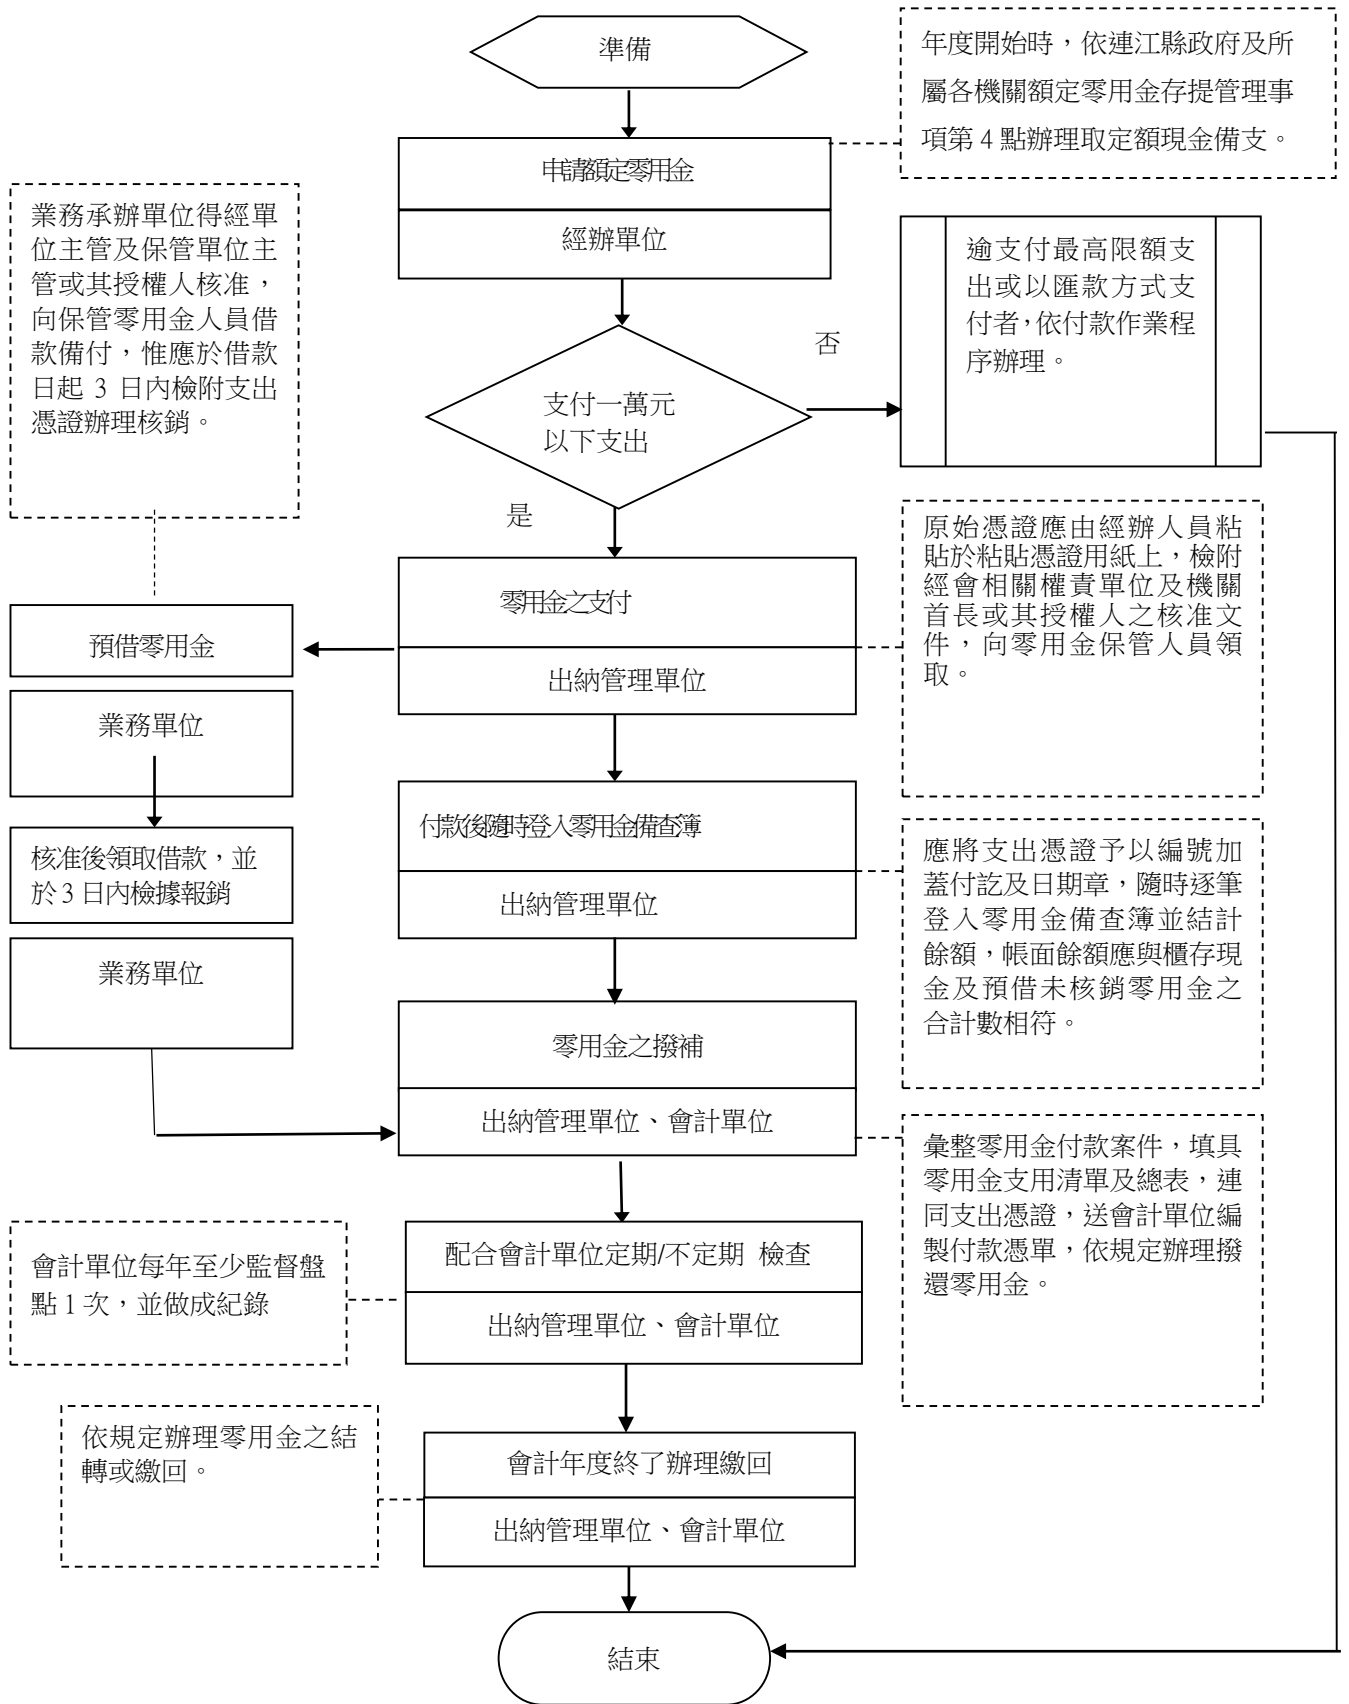 準備
年度開始時，依連江縣政府及所
屬各機關額定零用金存提管理事
項第 4 點辦理取定額現金備支。
申請額定零用金
經辦單位
業務承辦單位得經單
位主管及保管單位主
管或其授權人核准，
向保管零用金人員借
款備付，惟應於借款
日起 3 日內檢附支出
憑證辦理核銷。
逾支付最高限額支
出或以匯款方式支
付者，依付款作業程
序辦理。
否
支付一萬元
以下支出
是
原始憑證應由經辦人員粘
貼於粘貼憑證用紙上，檢附
經會相關權責單位及機關
首長或其授權人之核准文
件，向零用金保管人員領
取。
零用金之支付
出納管理單位
預借零用金
業務單位
核准後領取借款，並
於 3 日內檢據報銷
業務單位
付款後隨時登入零用金備查簿
出納管理單位
應將支出憑證予以編號加
蓋付訖及日期章，隨時逐筆
登入零用金備查簿並結計
餘額，帳面餘額應與櫃存現
金及預借未核銷零用金之
合計數相符。
零用金之撥補
出納管理單位、會計單位
彙整零用金付款案件，填具
零用金支用清單及總表，連
同支出憑證，送會計單位編
製付款憑單，依規定辦理撥
還零用金。
配合會計單位定期/不定期 檢查
出納管理單位、會計單位
會計單位每年至少監督盤
點 1 次，並做成紀錄
依規定辦理零用金之結
轉或繳回。
會計年度終了辦理繳回
出納管理單位、會計單位
結束